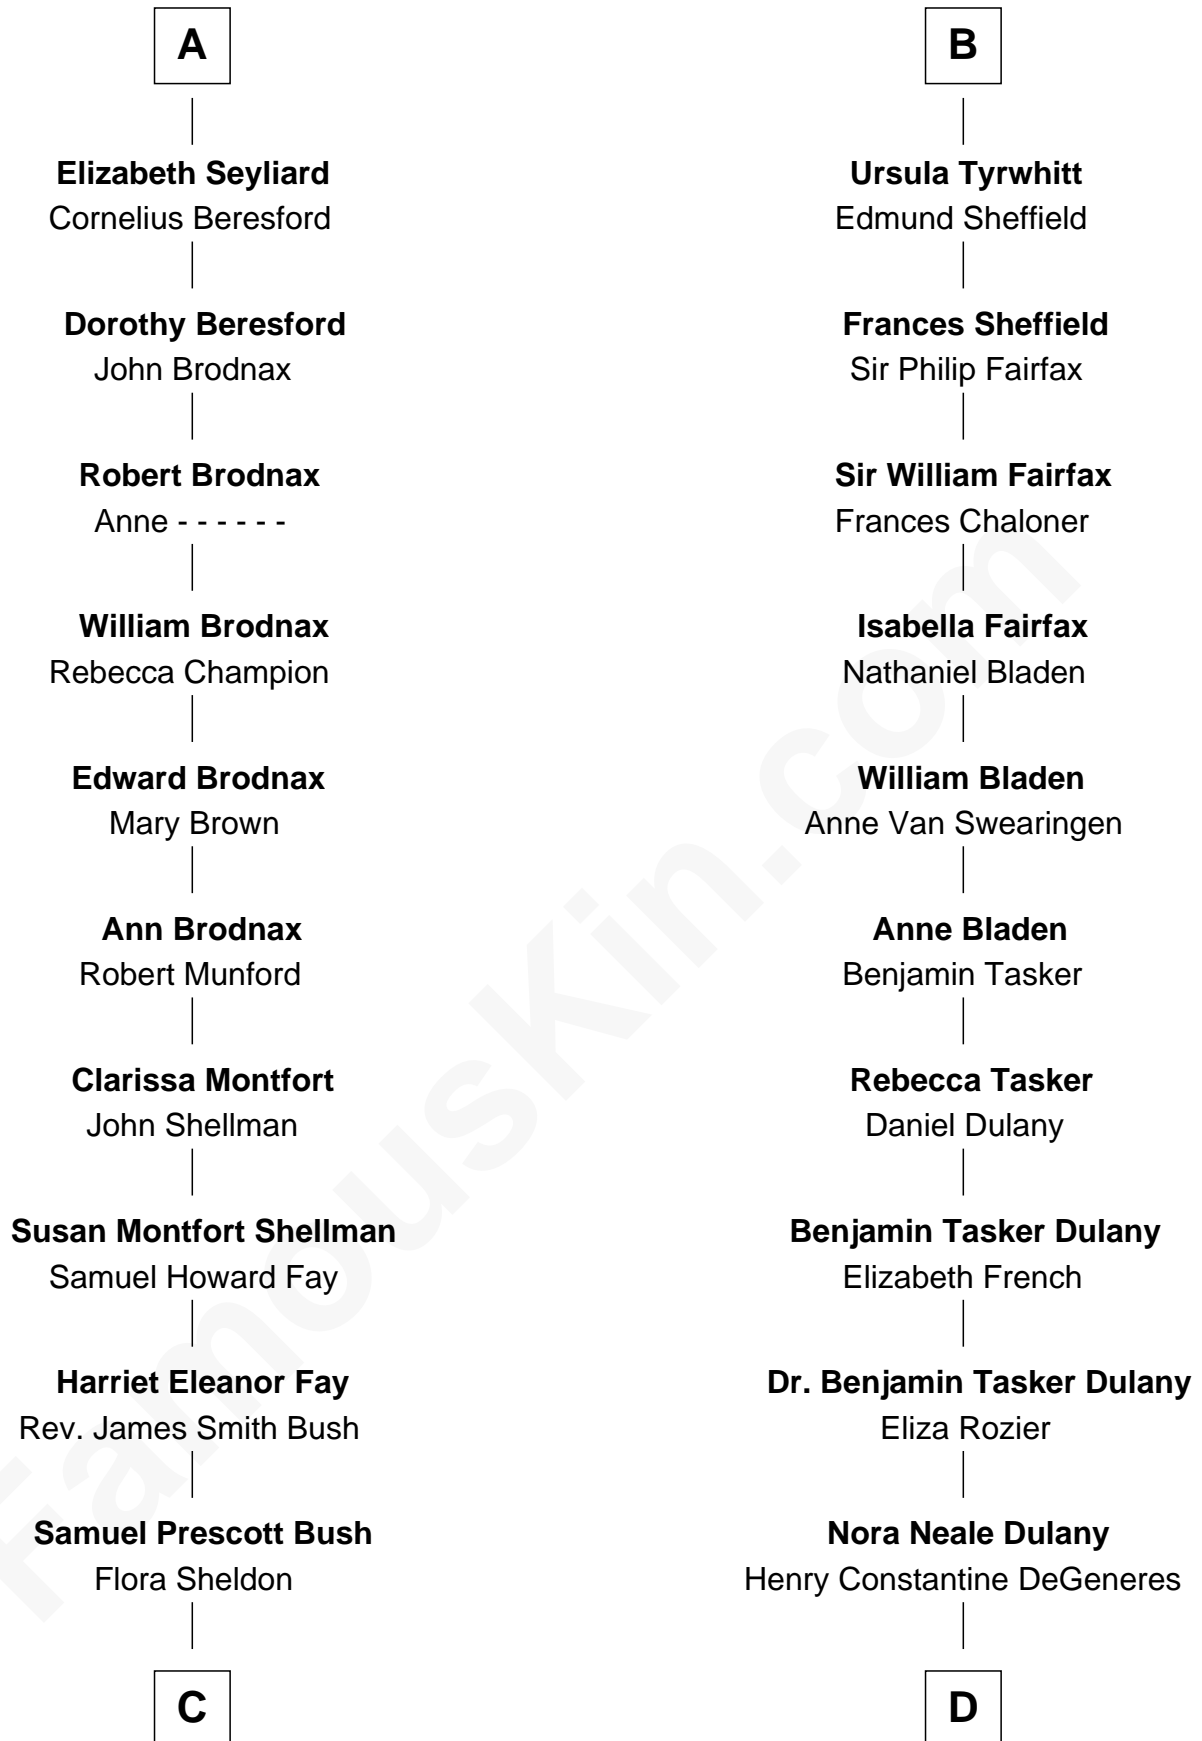 A
Elizabeth Seyliard
Cornelius Beresford
Dorothy Beresford
John Brodnax
Robert Brodnax
Anne - - - - - -
William Brodnax
Rebecca Champion
Edward Brodnax
Mary Brown
Ann Brodnax
Robert Munford
Clarissa Montfort
John Shellman
Susan Montfort Shellman
Samuel Howard Fay
Harriet Eleanor Fay
Rev. James Smith Bush
Samuel Prescott Bush
Flora Sheldon
C
B
Ursula Tyrwhitt
Edmund Sheffield
Frances Sheffield
Sir Philip Fairfax
Sir William Fairfax
Frances Chaloner
Isabella Fairfax
Nathaniel Bladen
William Bladen
Anne Van Swearingen
Anne Bladen
Benjamin Tasker
Rebecca Tasker
Daniel Dulany
Benjamin Tasker Dulany
Elizabeth French
Dr. Benjamin Tasker Dulany
Eliza Rozier
Nora Neale Dulany
Henry Constantine DeGeneres
D
FamousKin.com